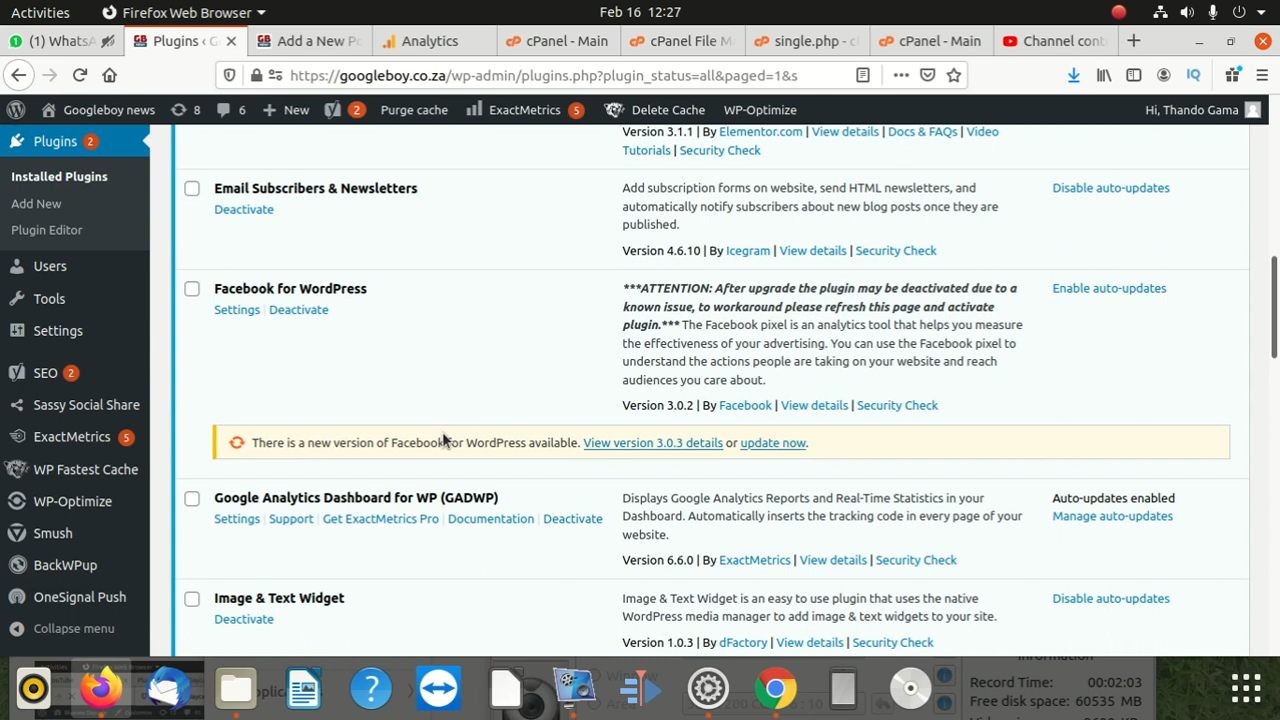 Activities
Firefox Web Browser
Feb 16 12:27
(1) WhatsA
Plugins ‹ G
Add a New Po
Analytics
cPanel - Main
cPanel File M
single.php - cP
cPanel - Main
Channel cont
https://googleboy.co.za/wp-admin/plugins.php?plugin_status=all&paged=1&s
Googleboy news
8
6
New
2
Purge cache
ExactMetrics 5
Delete Cache
WP-Optimize
Hi, Thando Gama
Plugins 2
Installed Plugins
Add New
Plugin Editor
Users
Tools
Settings
SEO 2
Sassy Social Share
ExactMetrics 5
WP Fastest Cache
WP-Optimize
Smush
BackWPup
OneSignal Push
Collapse menu
Version 3.1.1 | By Elementor.com | View details | Docs & FAQs | Video
Tutorials | Security Check
Email Subscribers & Newsletters
Deactivate
Add subscription forms on website, send HTML newsletters, and
automatically notify subscribers about new blog posts once they are
published.
Version 4.6.10 | By Icegram | View details | Security Check
Disable auto-updates
Facebook for WordPress
Settings | Deactivate
***ATTENTION: After upgrade the plugin may be deactivated due to a
known issue, to workaround please refresh this page and activate
plugin.*** The Facebook pixel is an analytics tool that helps you measure
the effectiveness of your advertising. You can use the Facebook pixel to
understand the actions people are taking on your website and reach
audiences you care about.
Version 3.0.2 | By Facebook | View details | Security Check
Enable auto-updates
There is a new version of Facebook for WordPress available. View version 3.0.3 details or update now.
Google Analytics Dashboard for WP (GADWP)
Settings | Support | Get ExactMetrics Pro | Documentation | Deactivate
Displays Google Analytics Reports and Real-Time Statistics in your
Dashboard. Automatically inserts the tracking code in every page of your
website.
Version 6.6.0 | By ExactMetrics | View details | Security Check
Auto-updates enabled
Manage auto-updates
Image & Text Widget
Deactivate
Image & Text Widget is an easy to use plugin that uses the native
WordPress media manager to add image & text widgets to your site.
Version 1.0.3 | By dFactory | View details | Security Check
Disable auto-updates
Record Time: 00:02:03
Free disk space: 60535 MB